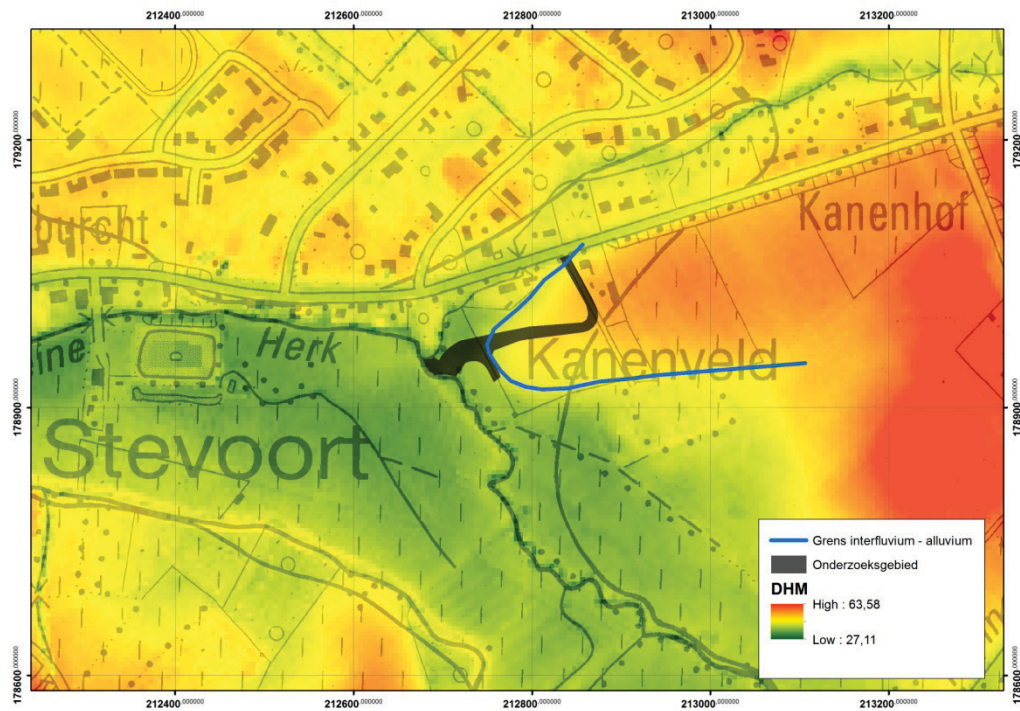 212400,000000 212600,000000 212800,000000 213000,000000 213200,000000
179200,000000 179200,000000
burcht
Kanenhof
eine
Herk
Kanenveld
178900,000000 178900,000000
Stevoort
Grens interfluvium - alluvium
Onderzoeksgebied
DHM
High : 63,58
Low : 27,11
178600,000000 178600,000000
212400,000000 212600,000000 212800,000000 213000,000000 213200,000000